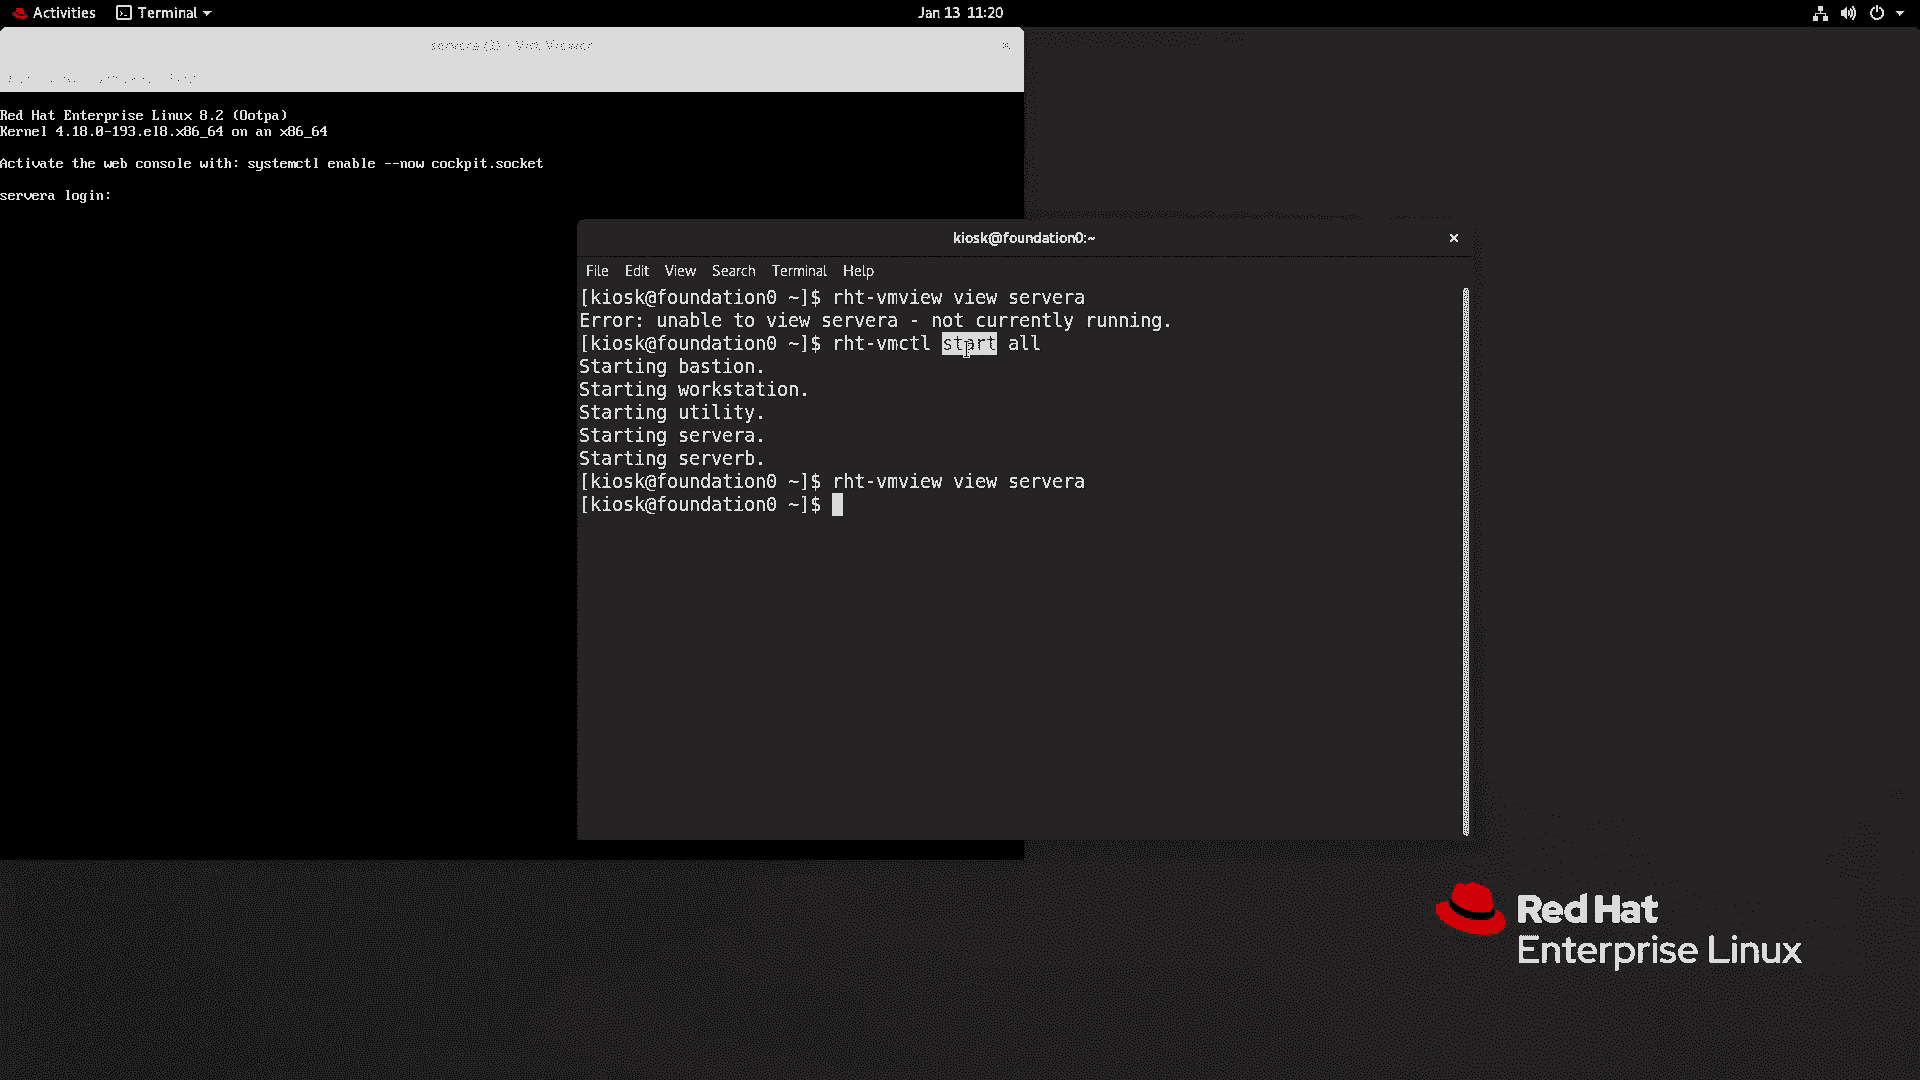 Activities Terminal Jan 13 11:20
servera (1) - Virt Viewer
Red Hat Enterprise Linux 8.2 (Ootpa)
Kernel 4.18.0-193.el8.x86_64 on an x86_64
Activate the web console with: systemctl enable --now cockpit.socket
servera login:
kiosk@foundation0:~
File Edit View Search Terminal Help
[kiosk@foundation0 ~]$ rht-vmview view servera
Error: unable to view servera - not currently running.
[kiosk@foundation0 ~]$ rht-vmctl start all
Starting bastion.
Starting workstation.
Starting utility.
Starting servera.
Starting serverb.
[kiosk@foundation0 ~]$ rht-vmview view servera
[kiosk@foundation0 ~]$
Red Hat
Enterprise Linux